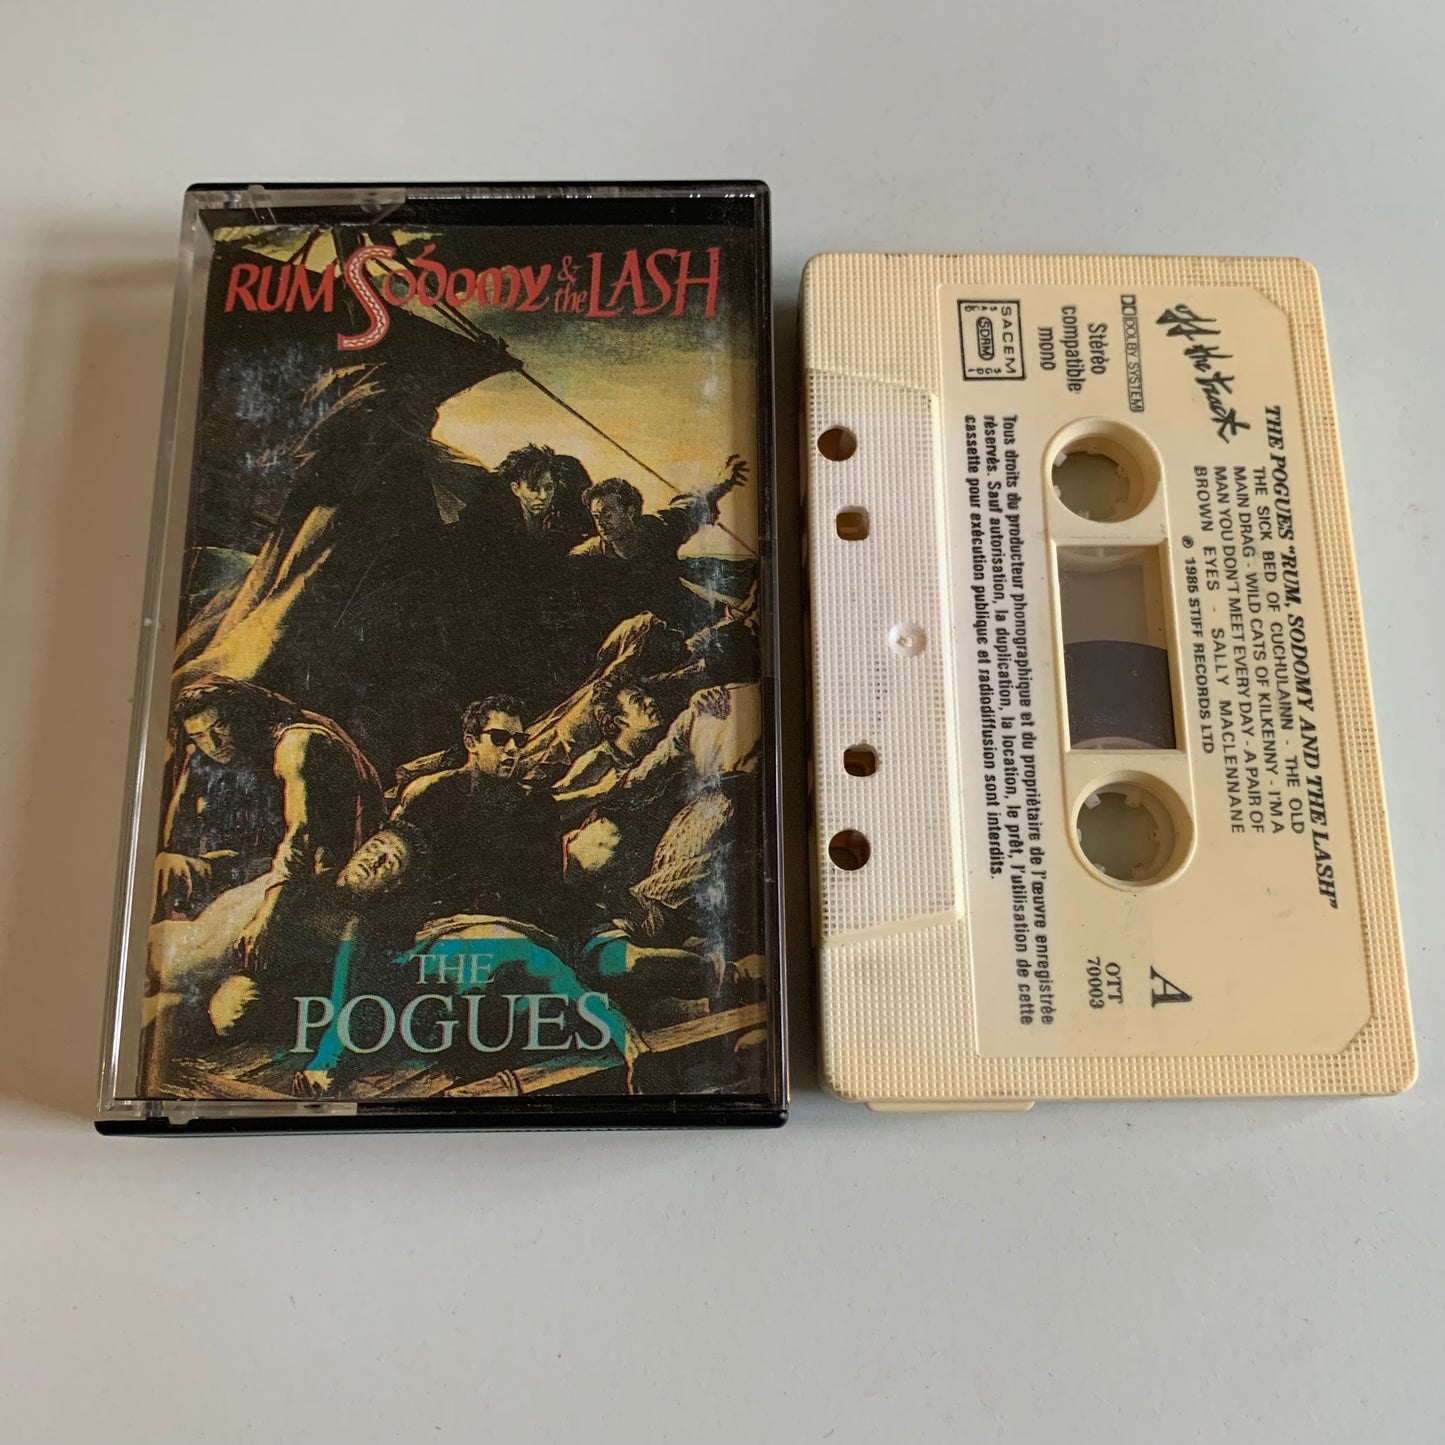 RUM SODOMY & the LASH
THE
POGUES
THE POGUES "RUM, SODOMY AND THE LASH"
THE SICK BED OF CUCHULAINN - THE OLD
MAIN DRAG - WILD CATS OF KILKENNY - I'M A
MAN YOU DON'T MEET EVERY DAY - A PAIR OF
BROWN EYES - SALLY MACLENNANE
℗ 1985 STIFF RECORDS LTD
off the track
DOLBY SYSTEM
Stéréo
compatible
mono
SACEM
SDRM
A
OTT
70003
Tous droits du producteur phonographique et du propriétaire de l'œuvre enregistrée
réservés. Sauf autorisation, la duplication, la location, le prêt, l'utilisation de cette
cassette pour exécution publique et radiodiffusion sont interdits.